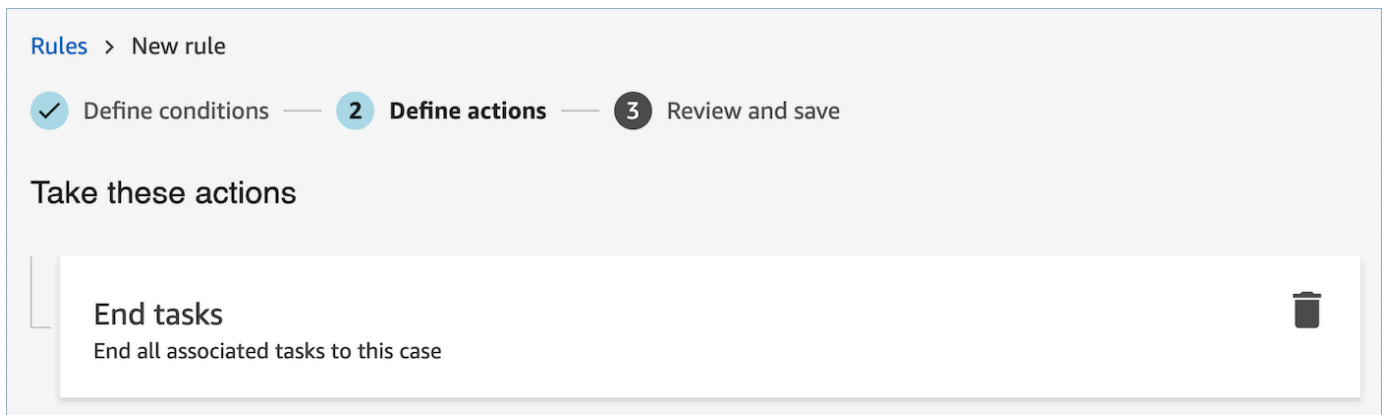 Rules > New rule
Define conditions 2 Define actions 3 Review and save
Take these actions
End tasks
End all associated tasks to this case